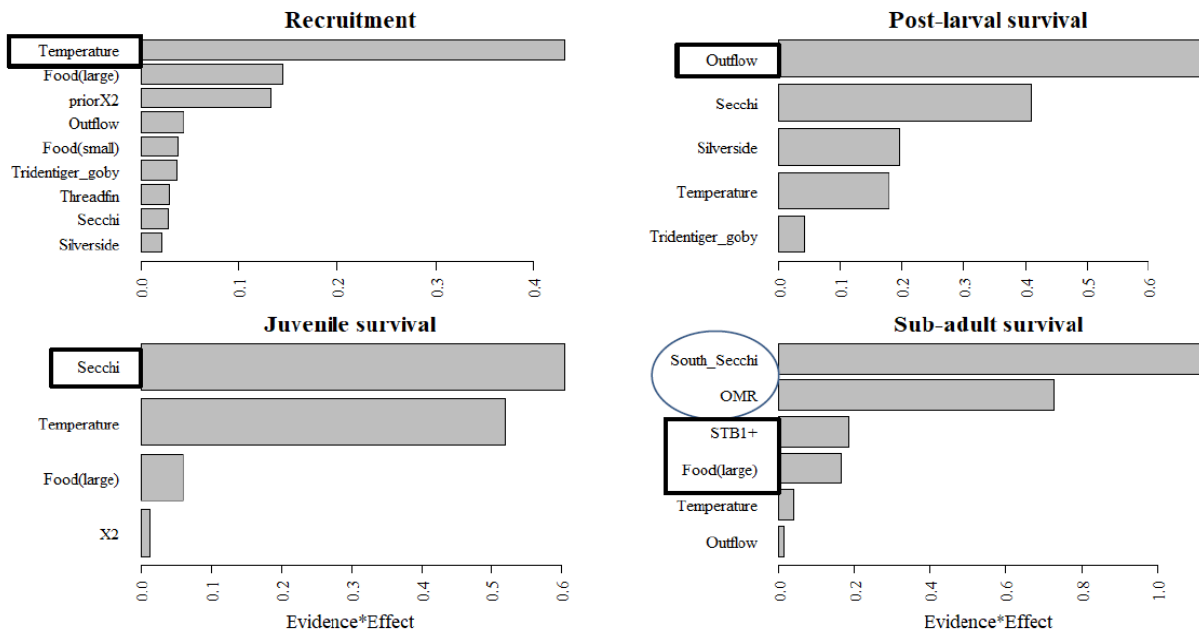 Recruitment
Temperature
Food(large)
priorX2
Outflow
Food(small)
Tridentiger_goby
Threadfin
Secchi
Silverside
0.0
0.1
0.2
0.3
0.4
Post-larval survival
Outflow
Secchi
Silverside
Temperature
Tridentiger_goby
0.0
0.1
0.2
0.3
0.4
0.5
0.6
Juvenile survival
Secchi
Temperature
Food(large)
X2
0.0
0.1
0.2
0.3
0.4
0.5
0.6
Evidence*Effect
Sub-adult survival
South_Secchi
OMR
STB1+
Food(large)
Temperature
Outflow
0.0
0.2
0.4
0.6
0.8
1.0
Evidence*Effect